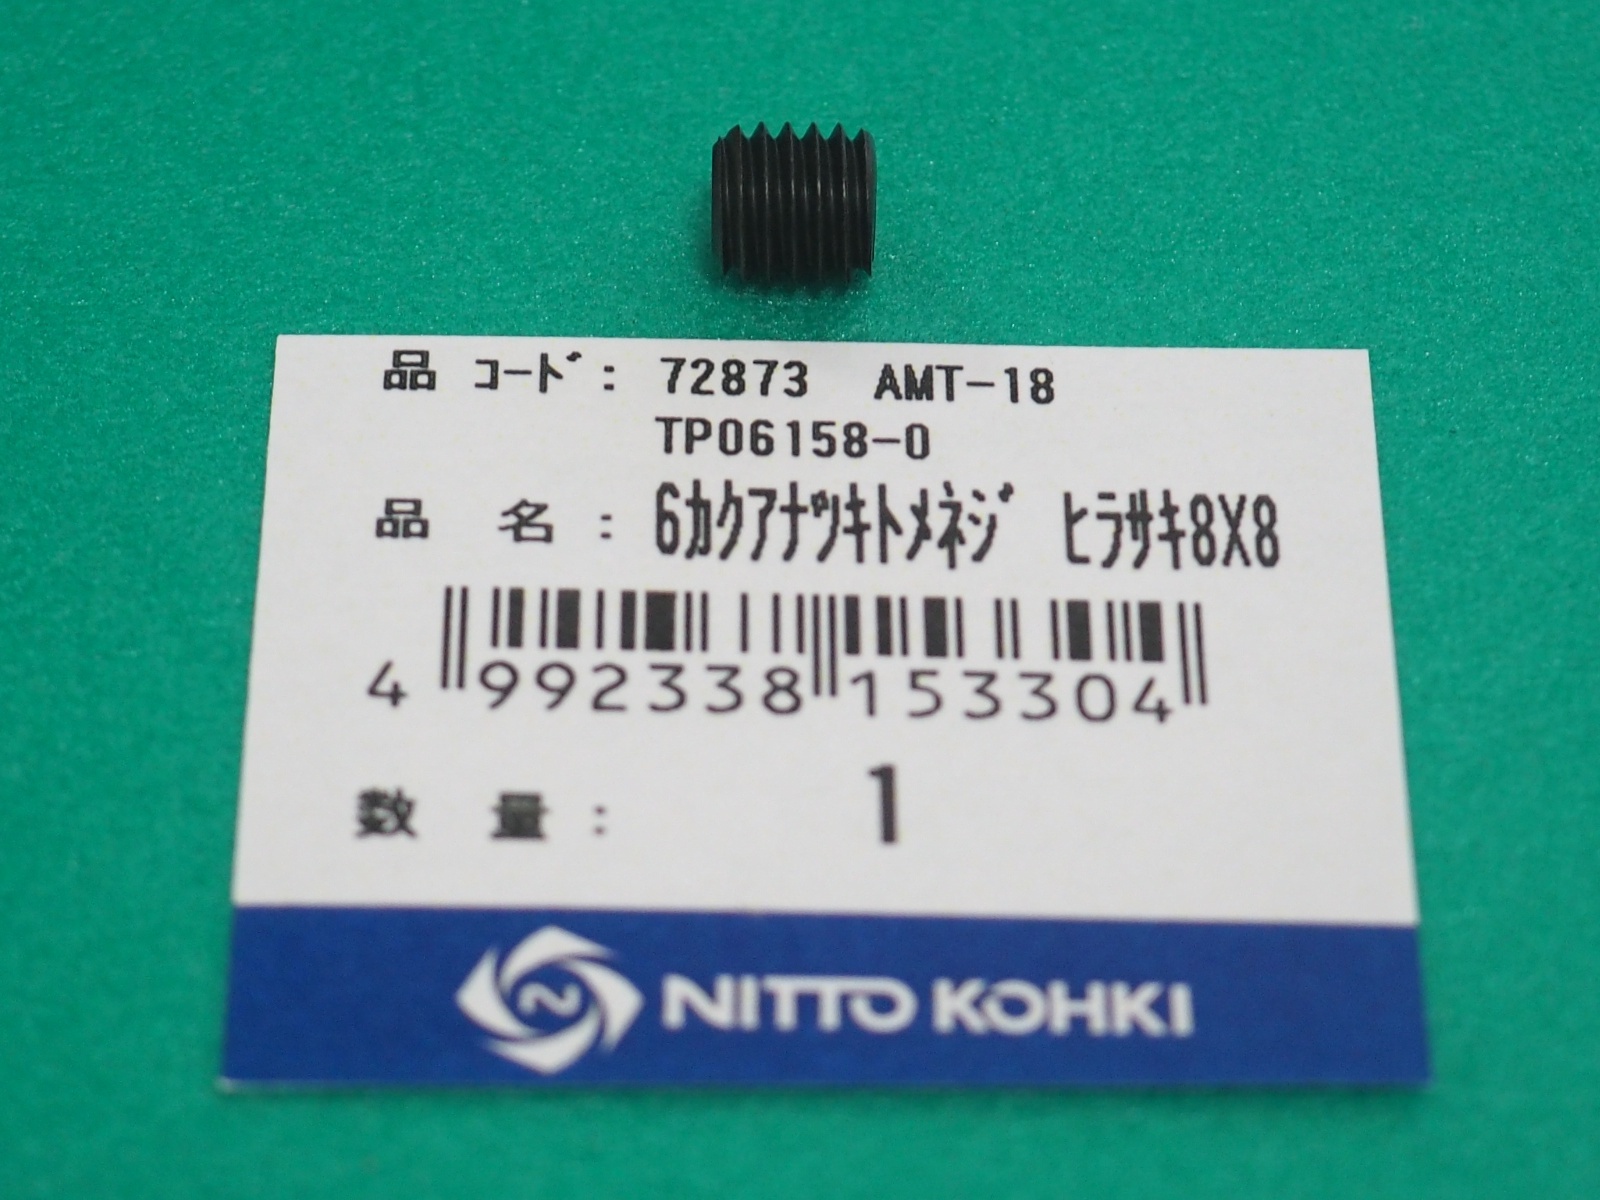 品 ｺｰﾄﾞ: 72873 AMT-18
TP06158-0
品 名 : 6ｶｸｱﾅﾂｷﾄﾒﾈｼﾞ ﾋﾗｻｷ8X8
4 992338 153304
数 量 : 1
NITTO KOHKI